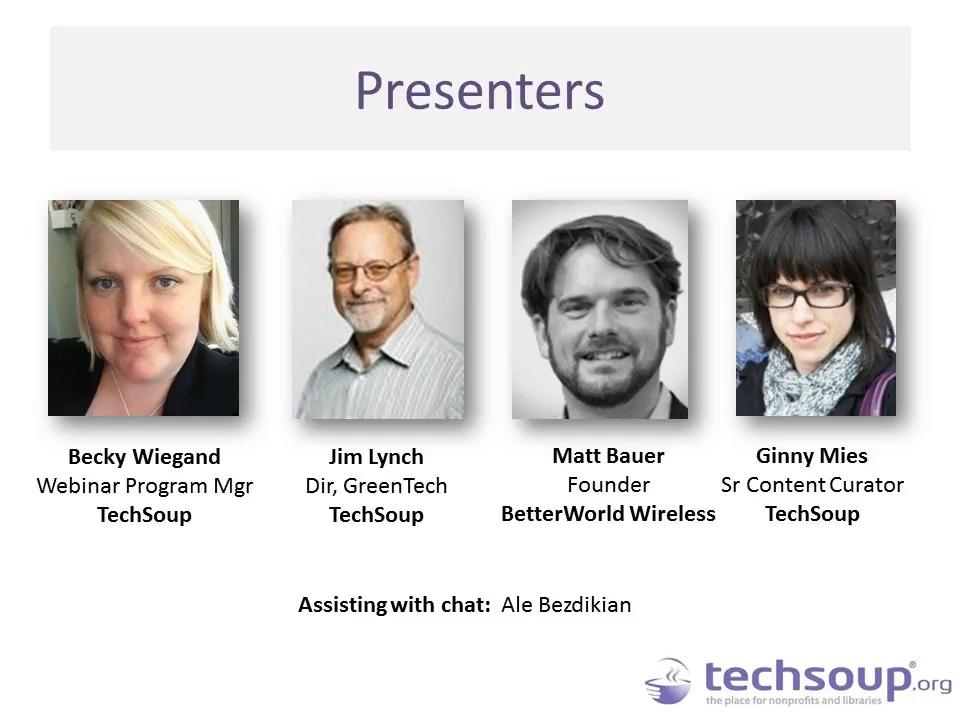 Presenters
Becky Wiegand
Webinar Program Mgr
TechSoup
Jim Lynch
Dir, GreenTech
TechSoup
Matt Bauer
Founder
BetterWorld Wireless
Ginny Mies
Sr Content Curator
TechSoup
Assisting with chat: Ale Bezdikian
techsoup®.org
the place for nonprofits and libraries